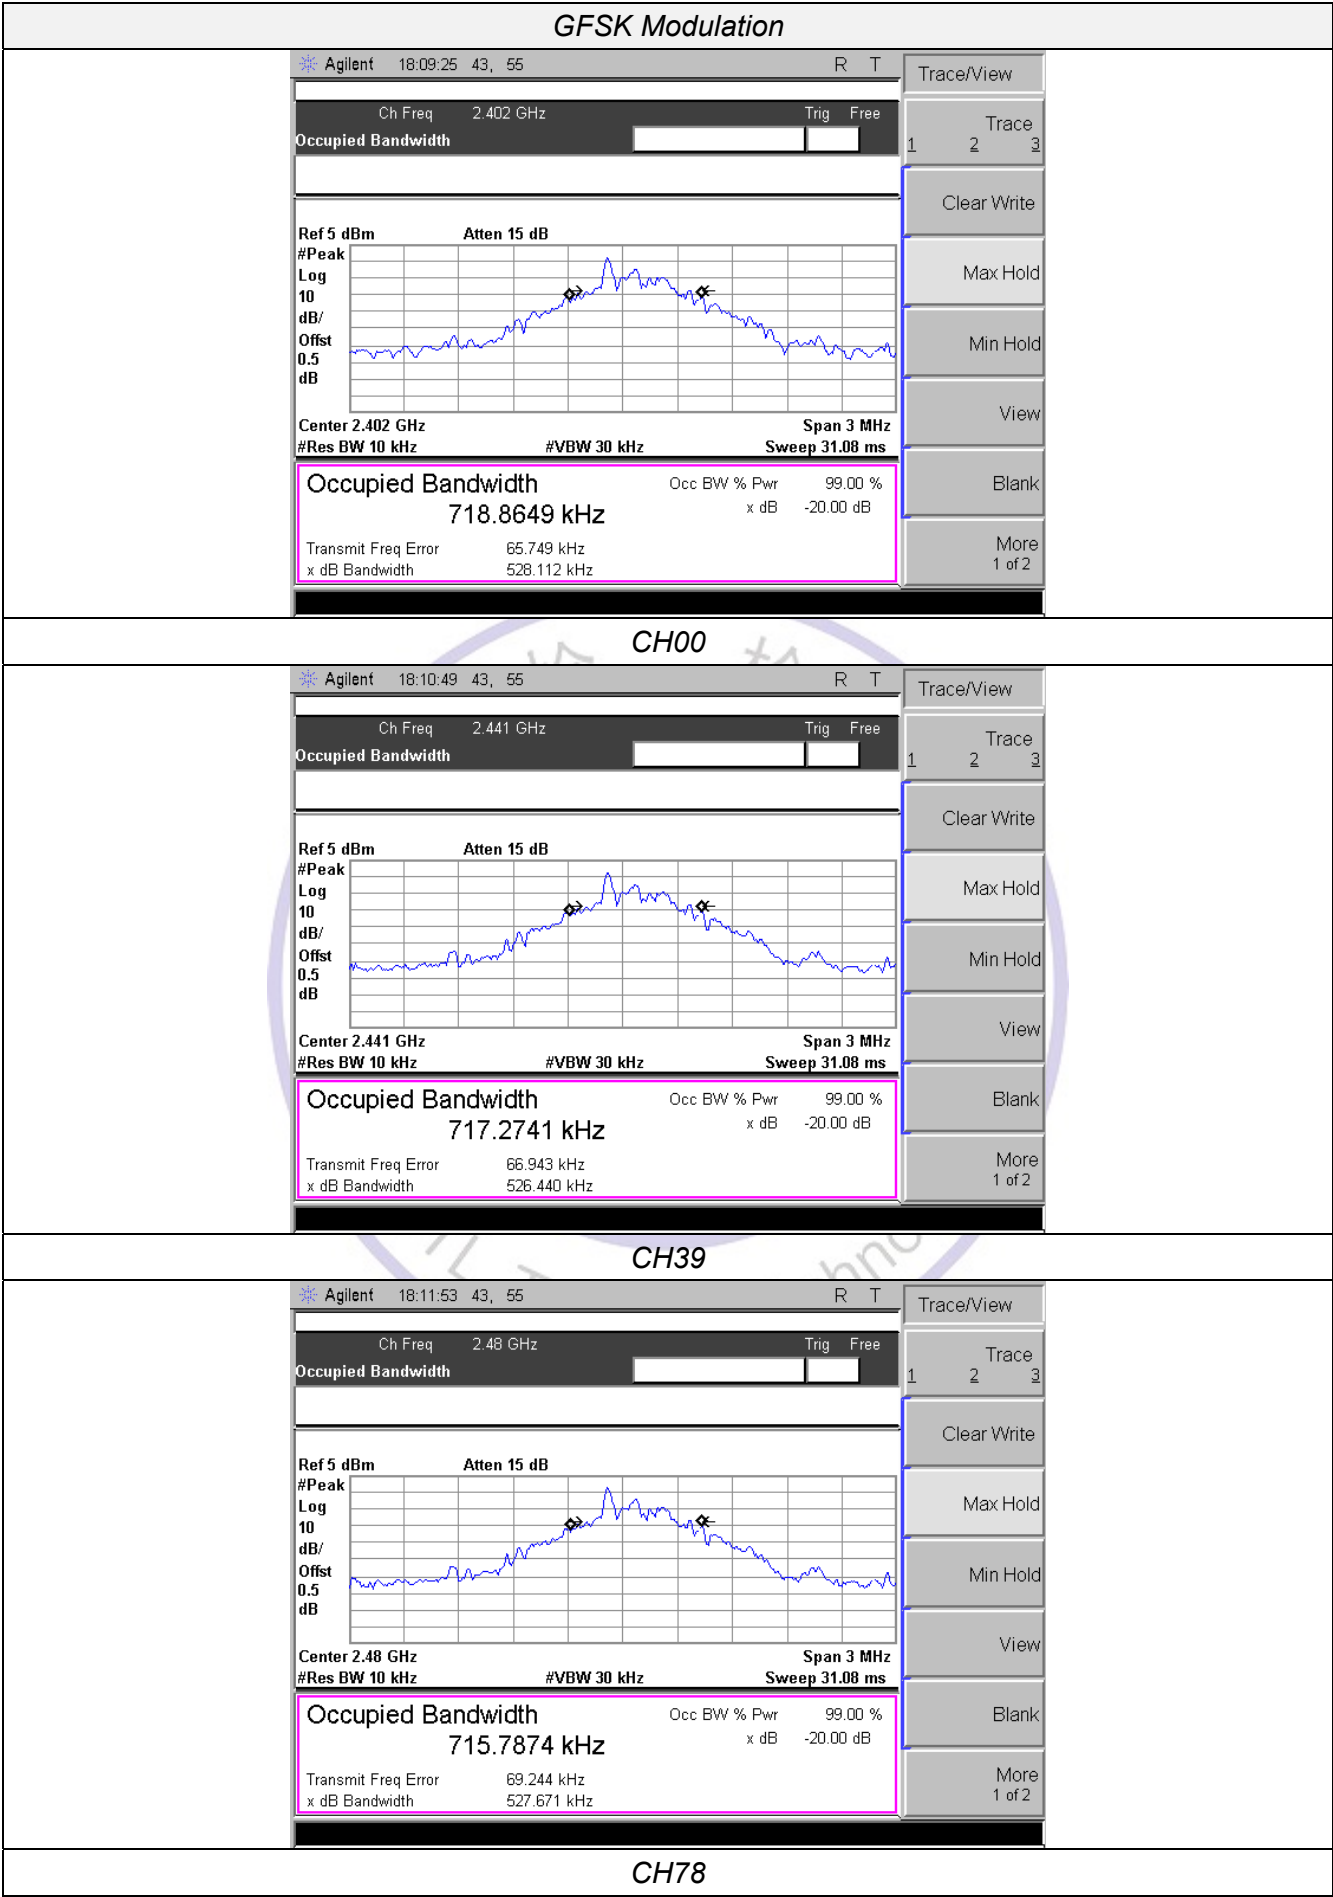 GFSK Modulation
Agilent 18:09:25 43, 55 R T
Trace/View
Ch Freq 2.402 GHz Trig Free
Occupied Bandwidth
Trace
1 2 3
Clear Write
Ref 5 dBm Atten 15 dB
#Peak
Log
10
dB/
Offst
0.5
dB
Max Hold
Min Hold
View
Center 2.402 GHz Span 3 MHz
#Res BW 10 kHz #VBW 30 kHz Sweep 31.08 ms
Occupied Bandwidth Occ BW % Pwr 99.00 %
718.8649 kHz x dB -20.00 dB
Blank
Transmit Freq Error 65.749 kHz
x dB Bandwidth 528.112 kHz
More
1 of 2
CH00
Agilent 18:10:49 43, 55 R T
Trace/View
Ch Freq 2.441 GHz Trig Free
Occupied Bandwidth
Trace
1 2 3
Clear Write
Ref 5 dBm Atten 15 dB
#Peak
Log
10
dB/
Offst
0.5
dB
Max Hold
Min Hold
View
Center 2.441 GHz Span 3 MHz
#Res BW 10 kHz #VBW 30 kHz Sweep 31.08 ms
Occupied Bandwidth Occ BW % Pwr 99.00 %
717.2741 kHz x dB -20.00 dB
Blank
Transmit Freq Error 66.943 kHz
x dB Bandwidth 526.440 kHz
More
1 of 2
CH39
Agilent 18:11:53 43, 55 R T
Trace/View
Ch Freq 2.48 GHz Trig Free
Occupied Bandwidth
Trace
1 2 3
Clear Write
Ref 5 dBm Atten 15 dB
#Peak
Log
10
dB/
Offst
0.5
dB
Max Hold
Min Hold
View
Center 2.48 GHz Span 3 MHz
#Res BW 10 kHz #VBW 30 kHz Sweep 31.08 ms
Occupied Bandwidth Occ BW % Pwr 99.00 %
715.7874 kHz x dB -20.00 dB
Blank
Transmit Freq Error 69.244 kHz
x dB Bandwidth 527.671 kHz
More
1 of 2
CH78